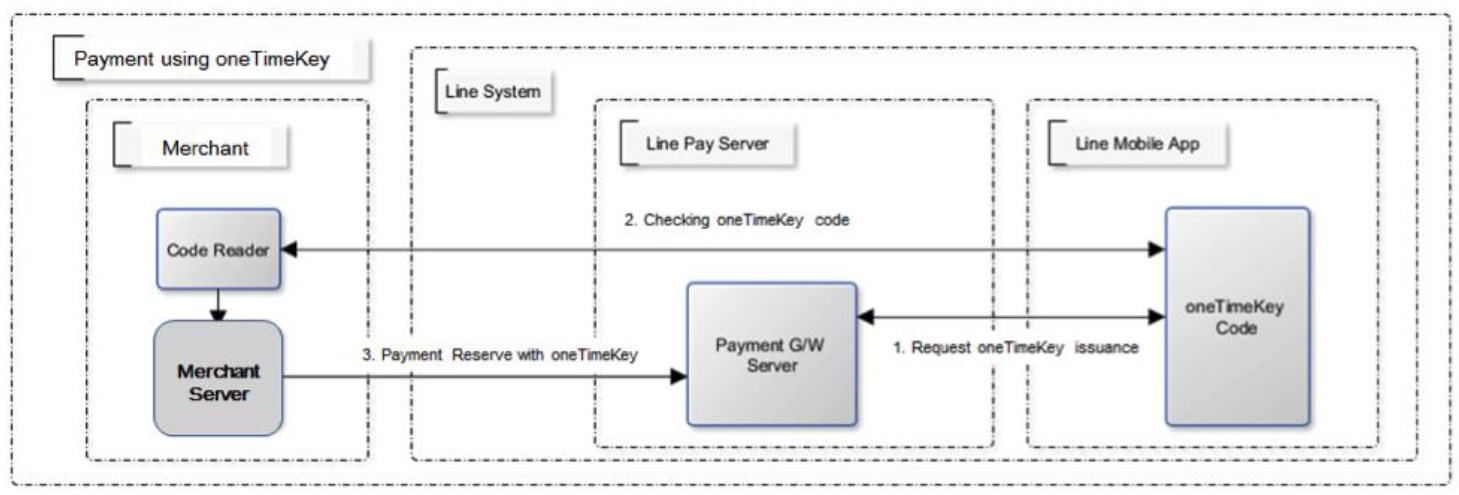 Payment using oneTimeKey
Line System
Merchant
Line Pay Server
Line Mobile App
2. Checking oneTimeKey code
Code Reader
oneTimeKey
Code
Payment G/W
Server
1. Request oneTimeKey issuance
3. Payment Reserve with oneTimeKey
Merchant
Server